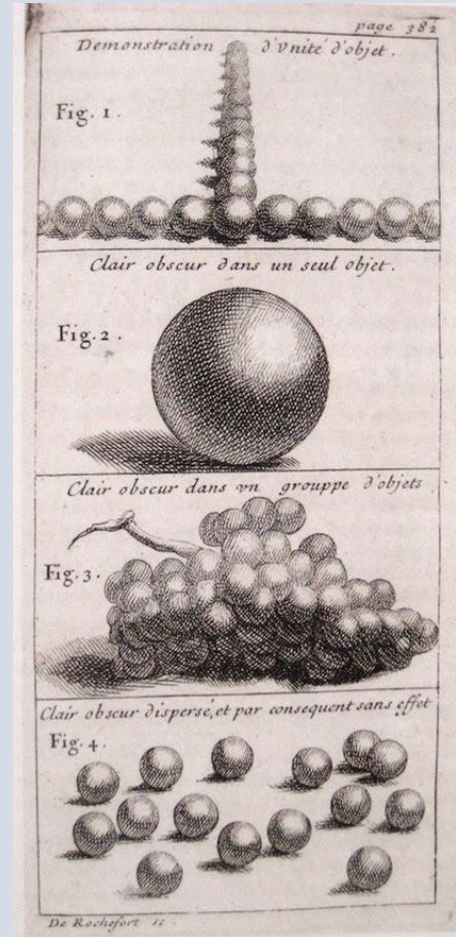 page 382
Demonstration d'vnité d'objet.
Fig. 1.
Clair obscur dans un seul objet.
Fig. 2.
Clair obscur dans vn grouppe d'objets
Fig. 3.
Clair obscur dispersé, et par consequent sans effet
Fig. 4.
De Rochefort sc.